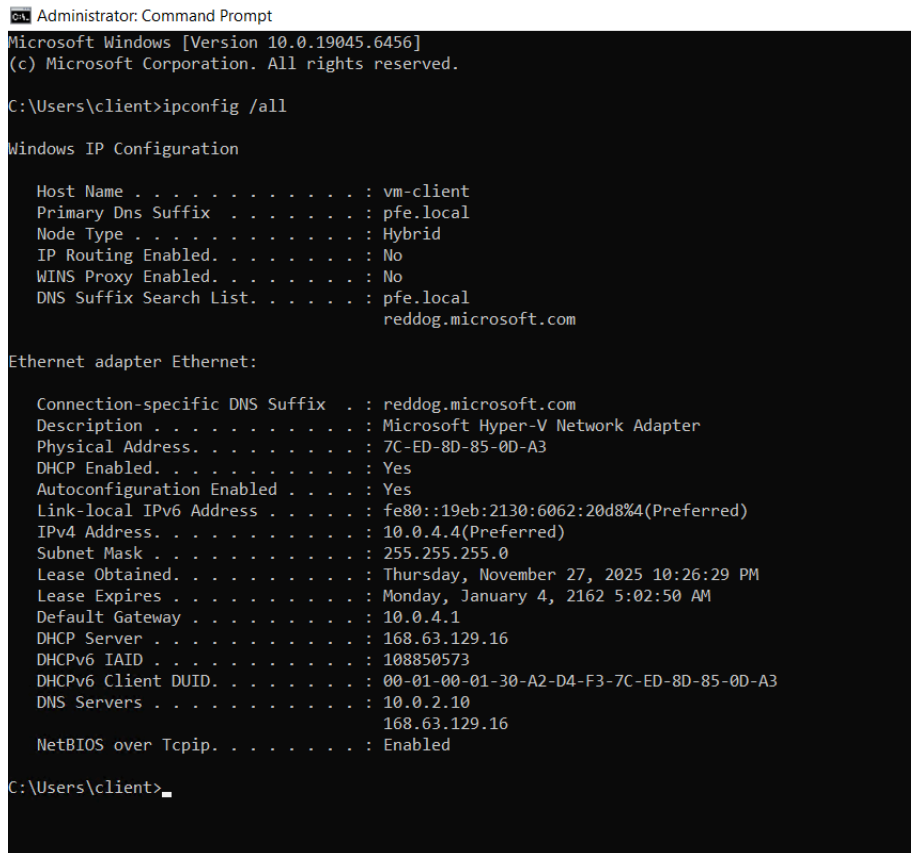 Administrator: Command Prompt
Microsoft Windows [Version 10.0.19045.6456]
(c) Microsoft Corporation. All rights reserved.
C:\Users\client>ipconfig /all
Windows IP Configuration
Host Name . . . . . . . . . . . . : vm-client
Primary Dns Suffix  . . . . . . . : pfe.local
Node Type . . . . . . . . . . . . : Hybrid
IP Routing Enabled. . . . . . . . : No
WINS Proxy Enabled. . . . . . . . : No
DNS Suffix Search List. . . . . . : pfe.local
reddog.microsoft.com
Ethernet adapter Ethernet:
Connection-specific DNS Suffix  . : reddog.microsoft.com
Description . . . . . . . . . . . : Microsoft Hyper-V Network Adapter
Physical Address. . . . . . . . . : 7C-ED-8D-85-0D-A3
DHCP Enabled. . . . . . . . . . . : Yes
Autoconfiguration Enabled . . . . : Yes
Link-local IPv6 Address . . . . . : fe80::19eb:2130:6062:20d8%4(Preferred)
IPv4 Address. . . . . . . . . . . : 10.0.4.4(Preferred)
Subnet Mask . . . . . . . . . . . : 255.255.255.0
Lease Obtained. . . . . . . . . . : Thursday, November 27, 2025 10:26:29 PM
Lease Expires . . . . . . . . . . : Monday, January 4, 2162 5:02:50 AM
Default Gateway . . . . . . . . . : 10.0.4.1
DHCP Server . . . . . . . . . . . : 168.63.129.16
DHCPv6 IAID . . . . . . . . . . . : 108850573
DHCPv6 Client DUID. . . . . . . . : 00-01-00-01-30-A2-D4-F3-7C-ED-8D-85-0D-A3
DNS Servers . . . . . . . . . . . : 10.0.2.10
168.63.129.16
NetBIOS over Tcpip. . . . . . . . : Enabled
C:\Users\client>